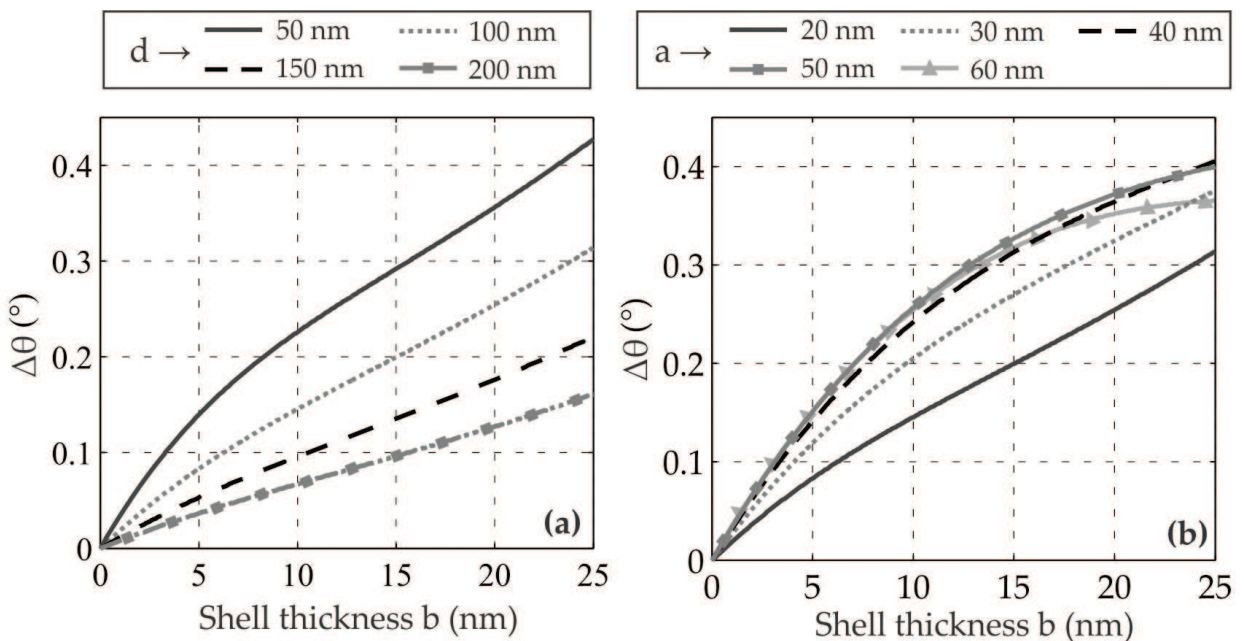 d → 50 nm 100 nm
150 nm 200 nm
a → 20 nm 30 nm 40 nm
50 nm 60 nm
0.4
0.3
0.2
0.1
0
Δθ (°)
0 5 10 15 20 25
Shell thickness b (nm)
(a)
0.4
0.3
0.2
0.1
0
Δθ (°)
0 5 10 15 20 25
Shell thickness b (nm)
(b)